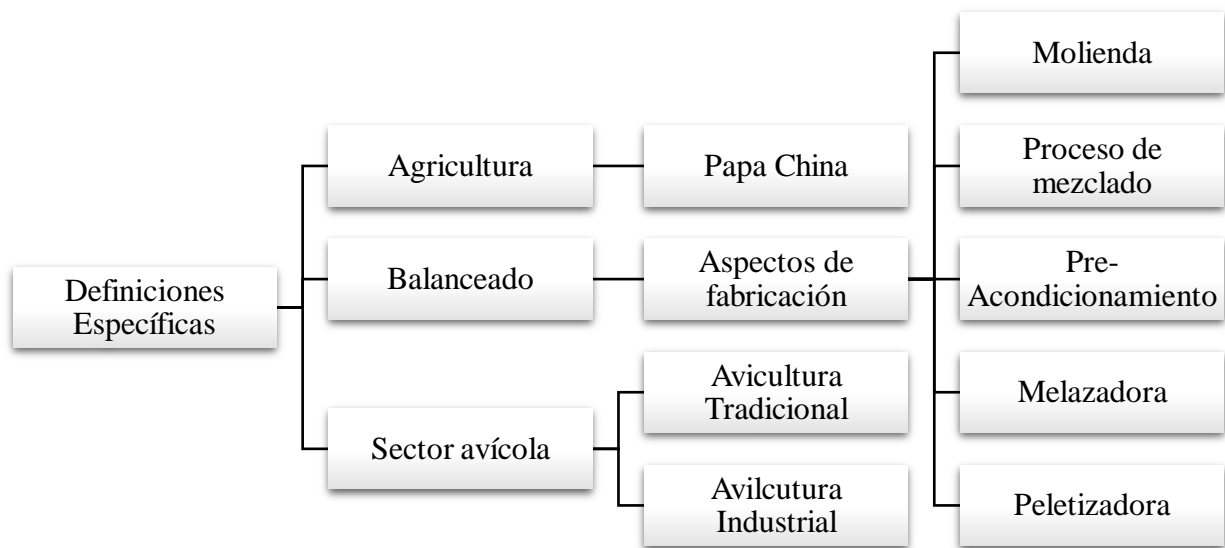 Definiciones
Específicas
Agricultura
Papa China
Balanceado
Aspectos de
fabricación
Molienda
Proceso de
mezclado
Pre-
Acondicionamiento
Melazadora
Peletizadora
Sector avícola
Avicultura
Tradicional
Avilcutura
Industrial